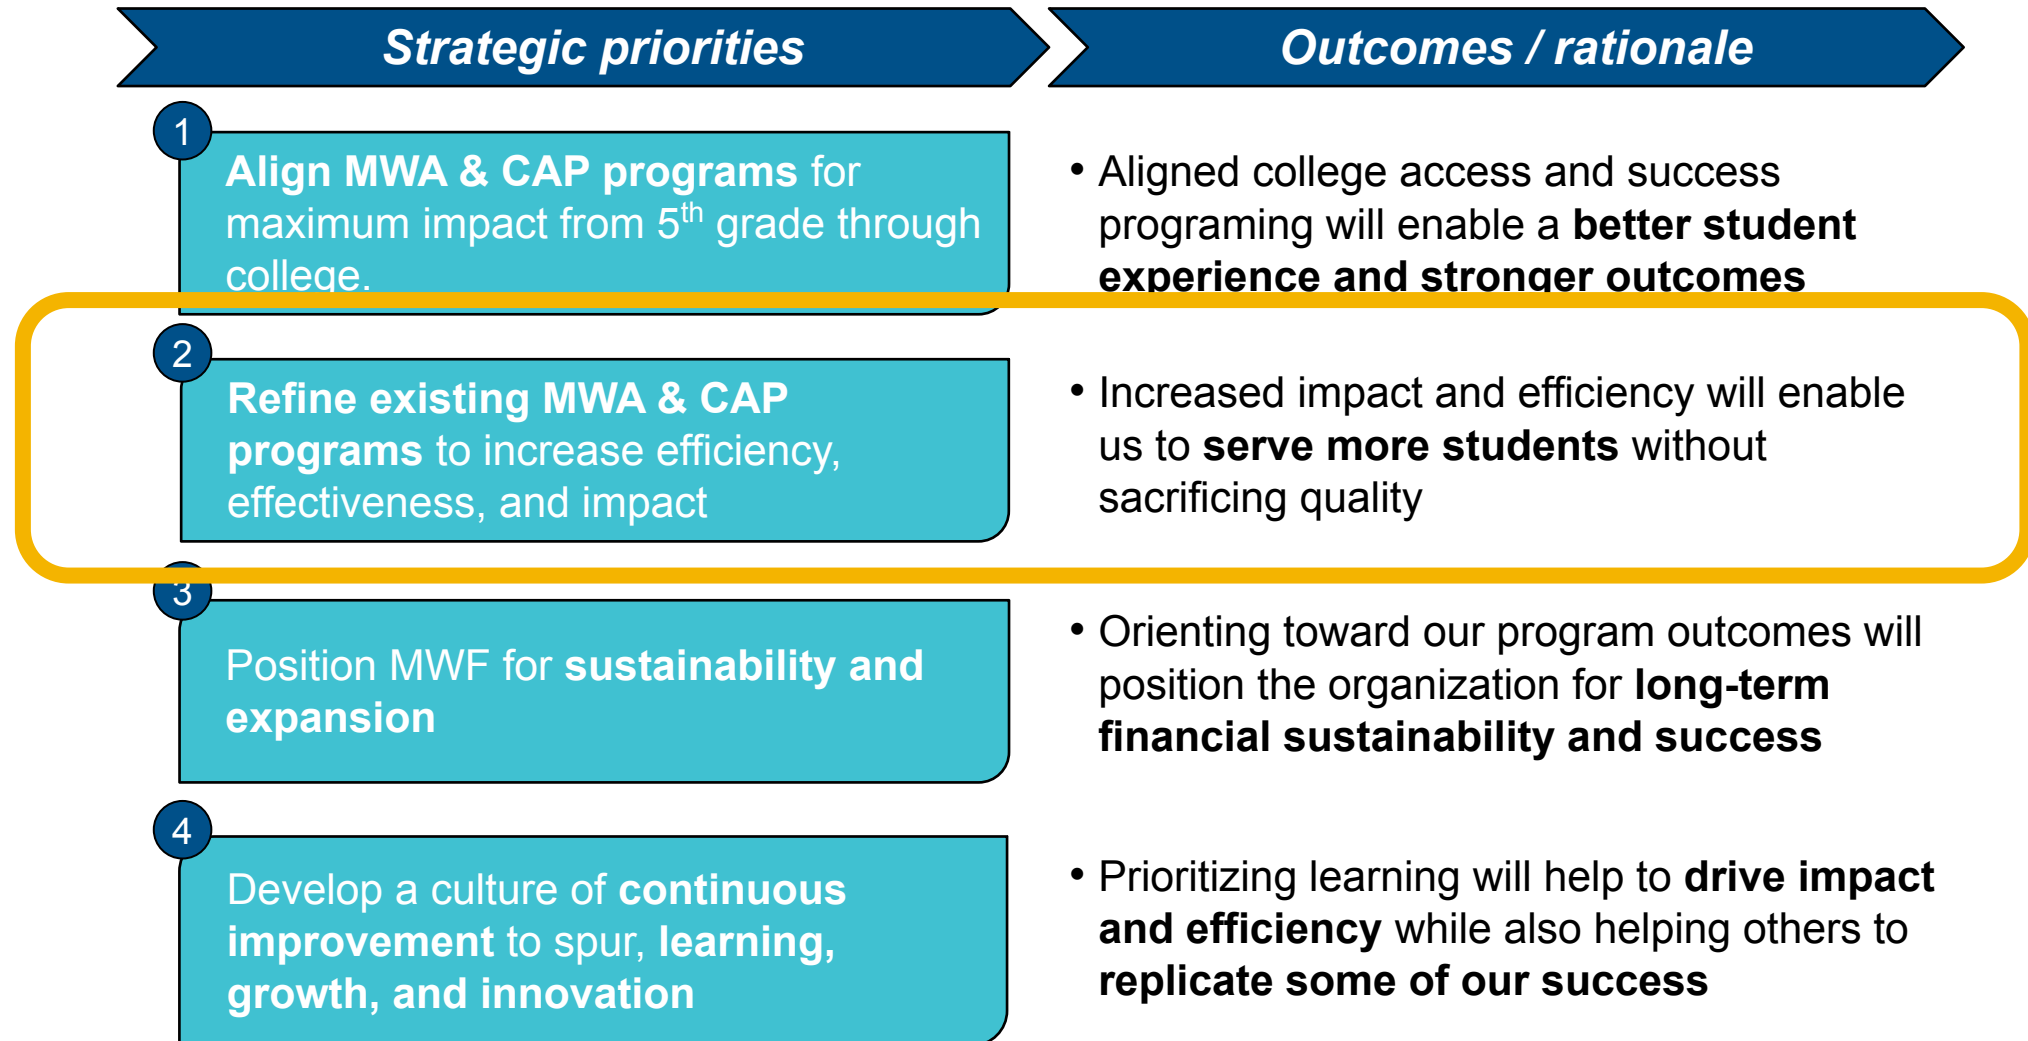 Strategic priorities
Outcomes / rationale
1
Align MWA & CAP programs for
maximum impact from 5th grade through
college.
• Aligned college access and success
programing will enable a better student
experience and stronger outcomes
2
Refine existing MWA & CAP
programs to increase efficiency,
effectiveness, and impact
• Increased impact and efficiency will enable
us to serve more students without
sacrificing quality
3
Position MWF for sustainability and
expansion
• Orienting toward our program outcomes will
position the organization for long-term
financial sustainability and success
4
Develop a culture of continuous
improvement to spur, learning,
growth, and innovation
• Prioritizing learning will help to drive impact
and efficiency while also helping others to
replicate some of our success